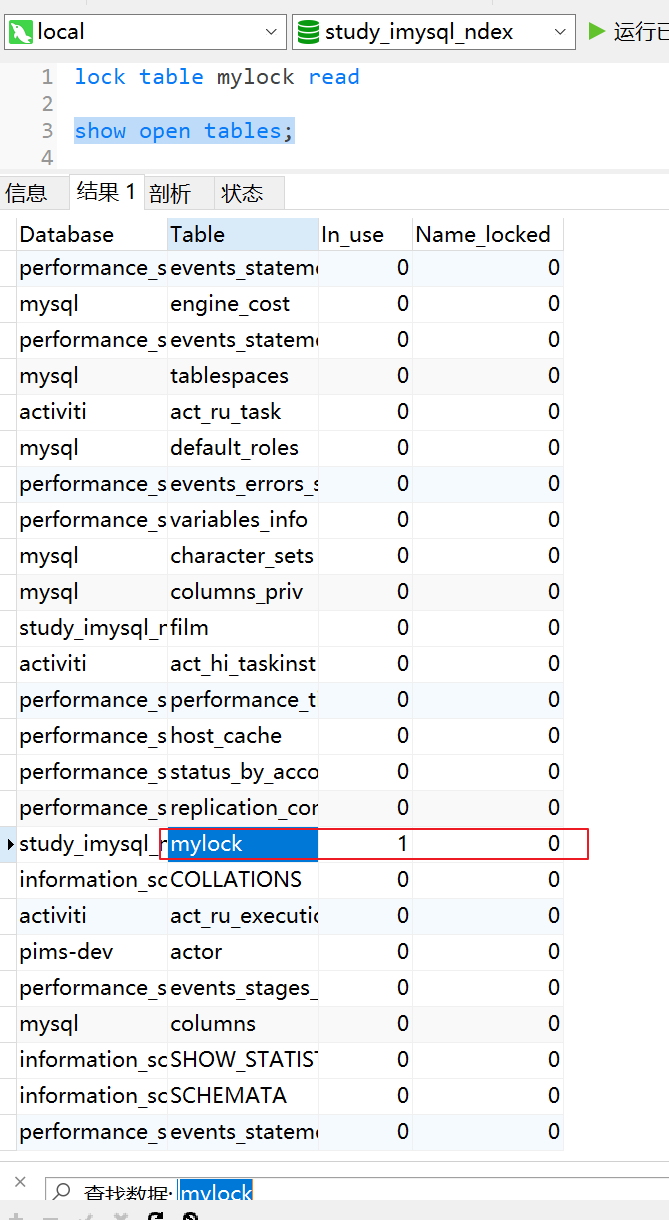 local study_imysql_ndex 运行已
1 lock table mylock read
2
3 show open tables;
4
信息 结果 1 剖析 状态
Database Table In_use Name_locked
performance_s events_stateme 0 0
mysql engine_cost 0 0
performance_s events_stateme 0 0
mysql tablespaces 0 0
activiti act_ru_task 0 0
mysql default_roles 0 0
performance_s events_errors_s 0 0
performance_s variables_info 0 0
mysql character_sets 0 0
mysql columns_priv 0 0
study_imysql_n film 0 0
activiti act_hi_taskinst 0 0
performance_s performance_t 0 0
performance_s host_cache 0 0
performance_s status_by_acco 0 0
performance_s replication_con 0 0
study_imysql_n mylock 1 0
information_sc COLLATIONS 0 0
activiti act_ru_executio 0 0
pims-dev actor 0 0
performance_s events_stages_ 0 0
mysql columns 0 0
information_sc SHOW_STATIST 0 0
information_sc SCHEMATA 0 0
performance_s events_stateme 0 0
查找数据: mylock